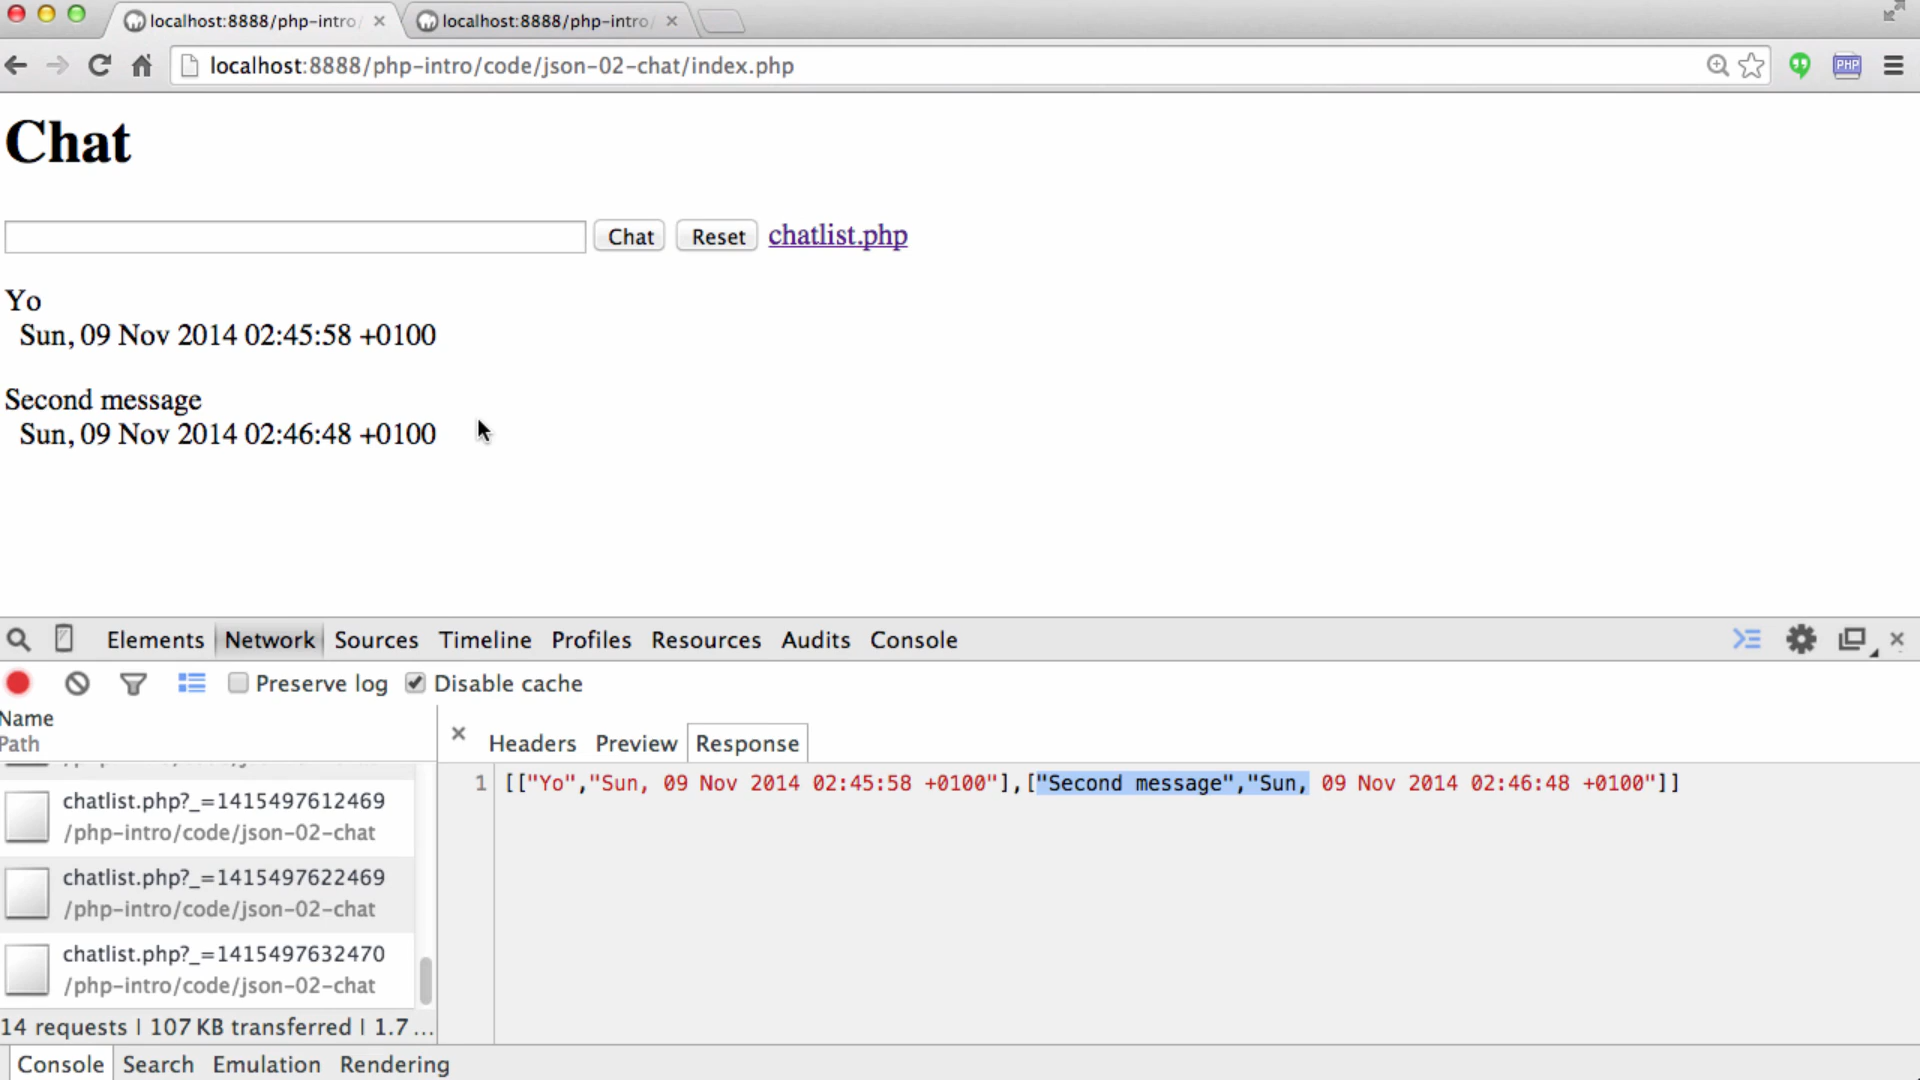 localhost:8888/php-intro/
localhost:8888/php-intro/
localhost:8888/php-intro/code/json-02-chat/index.php
PHP
Chat
Chat Reset chatlist.php
Yo
Sun, 09 Nov 2014 02:45:58 +0100
Second message
Sun, 09 Nov 2014 02:46:48 +0100
Elements Network Sources Timeline Profiles Resources Audits Console
Preserve log Disable cache
Name
Path
Headers Preview Response
1 [["Yo","Sun, 09 Nov 2014 02:45:58 +0100"],["Second message","Sun, 09 Nov 2014 02:46:48 +0100"]]
chatlist.php?_=1415497612469
/php-intro/code/json-02-chat
chatlist.php?_=1415497622469
/php-intro/code/json-02-chat
chatlist.php?_=1415497632470
/php-intro/code/json-02-chat
14 requests | 107 KB transferred | 1.7 ...
Console Search Emulation Rendering